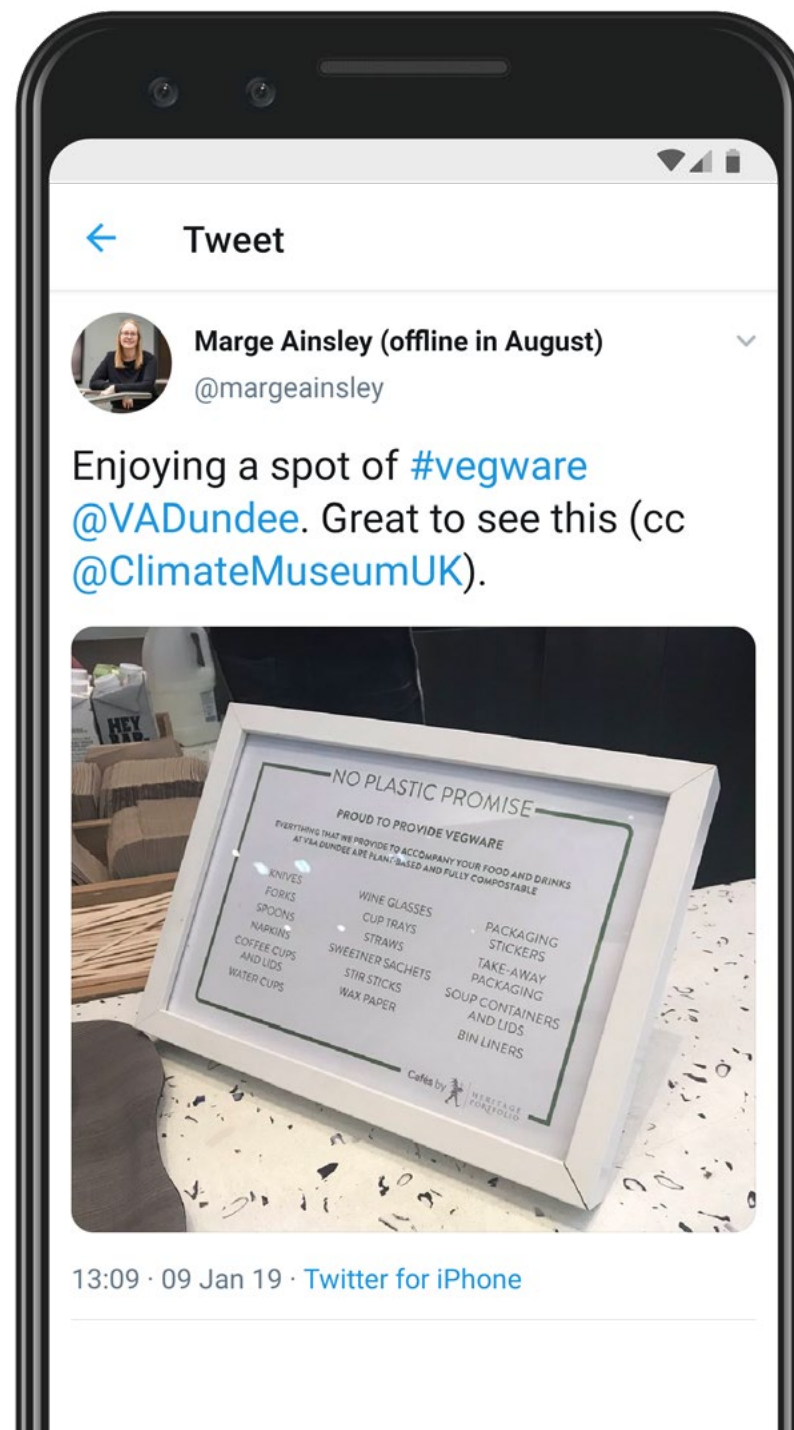 Tweet
Marge Ainsley (offline in August)
@margeainsley
Enjoying a spot of #vegware
@VADundee. Great to see this (cc
@ClimateMuseumUK).
HEY
NO PLASTIC PROMISE
PROUD TO PROVIDE VEGWARE
EVERYTHING THAT WE PROVIDE TO ACCOMPANY YOUR FOOD AND DRINKS
AT V&A DUNDEE ARE PLANT-BASED AND FULLY COMPOSTABLE
KNIVES
FORKS
SPOONS
NAPKINS
COFFEE CUPS
AND LIDS
WATER CUPS
WINE GLASSES
CUP TRAYS
STRAWS
SWEETNER SACHETS
STIR STICKS
WAX PAPER
PACKAGING
STICKERS
TAKE-AWAY
PACKAGING
SOUP CONTAINERS
AND LIDS
BIN LINERS
Cafés by
HERITAGE
PORTFOLIO
13:09 · 09 Jan 19 · Twitter for iPhone